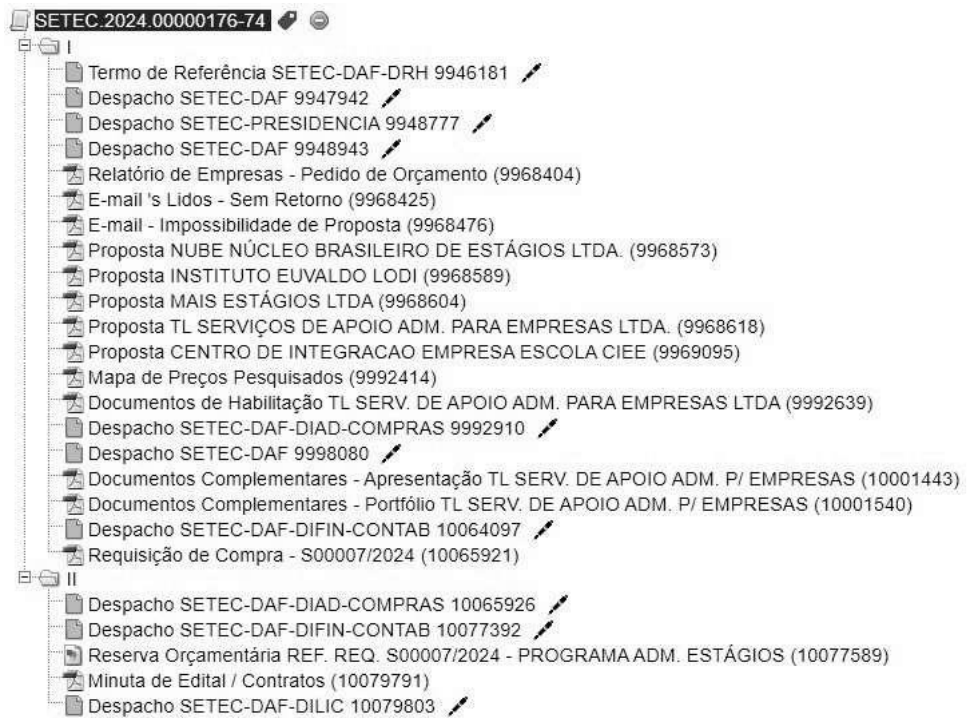 SETEC.2024.00000176-74
I
Termo de Referência SETEC-DAF-DRH 9946181
Despacho SETEC-DAF 9947942
Despacho SETEC-PRESIDENCIA 9948777
Despacho SETEC-DAF 9948943
Relatório de Empresas - Pedido de Orçamento (9968404)
E-mail 's Lidos - Sem Retorno (9968425)
E-mail - Impossibilidade de Proposta (9968476)
Proposta NUBE NÚCLEO BRASILEIRO DE ESTÁGIOS LTDA. (9968573)
Proposta INSTITUTO EUVALDO LODI (9968589)
Proposta MAIS ESTÁGIOS LTDA (9968604)
Proposta TL SERVIÇOS DE APOIO ADM. PARA EMPRESAS LTDA. (9968618)
Proposta CENTRO DE INTEGRACAO EMPRESA ESCOLA CIEE (9969095)
Mapa de Preços Pesquisados (9992414)
Documentos de Habilitação TL SERV. DE APOIO ADM. PARA EMPRESAS LTDA (9992639)
Despacho SETEC-DAF-DIAD-COMPRAS 9992910
Despacho SETEC-DAF 9998080
Documentos Complementares - Apresentação TL SERV. DE APOIO ADM. P/ EMPRESAS (10001443)
Documentos Complementares - Portfólio TL SERV. DE APOIO ADM. P/ EMPRESAS (10001540)
Despacho SETEC-DAF-DIFIN-CONTAB 10064097
Requisição de Compra - S00007/2024 (10065921)
II
Despacho SETEC-DAF-DIAD-COMPRAS 10065926
Despacho SETEC-DAF-DIFIN-CONTAB 10077392
Reserva Orçamentária REF. REQ. S00007/2024 - PROGRAMA ADM. ESTÁGIOS (10077589)
Minuta de Edital / Contratos (10079791)
Despacho SETEC-DAF-DILIC 10079803